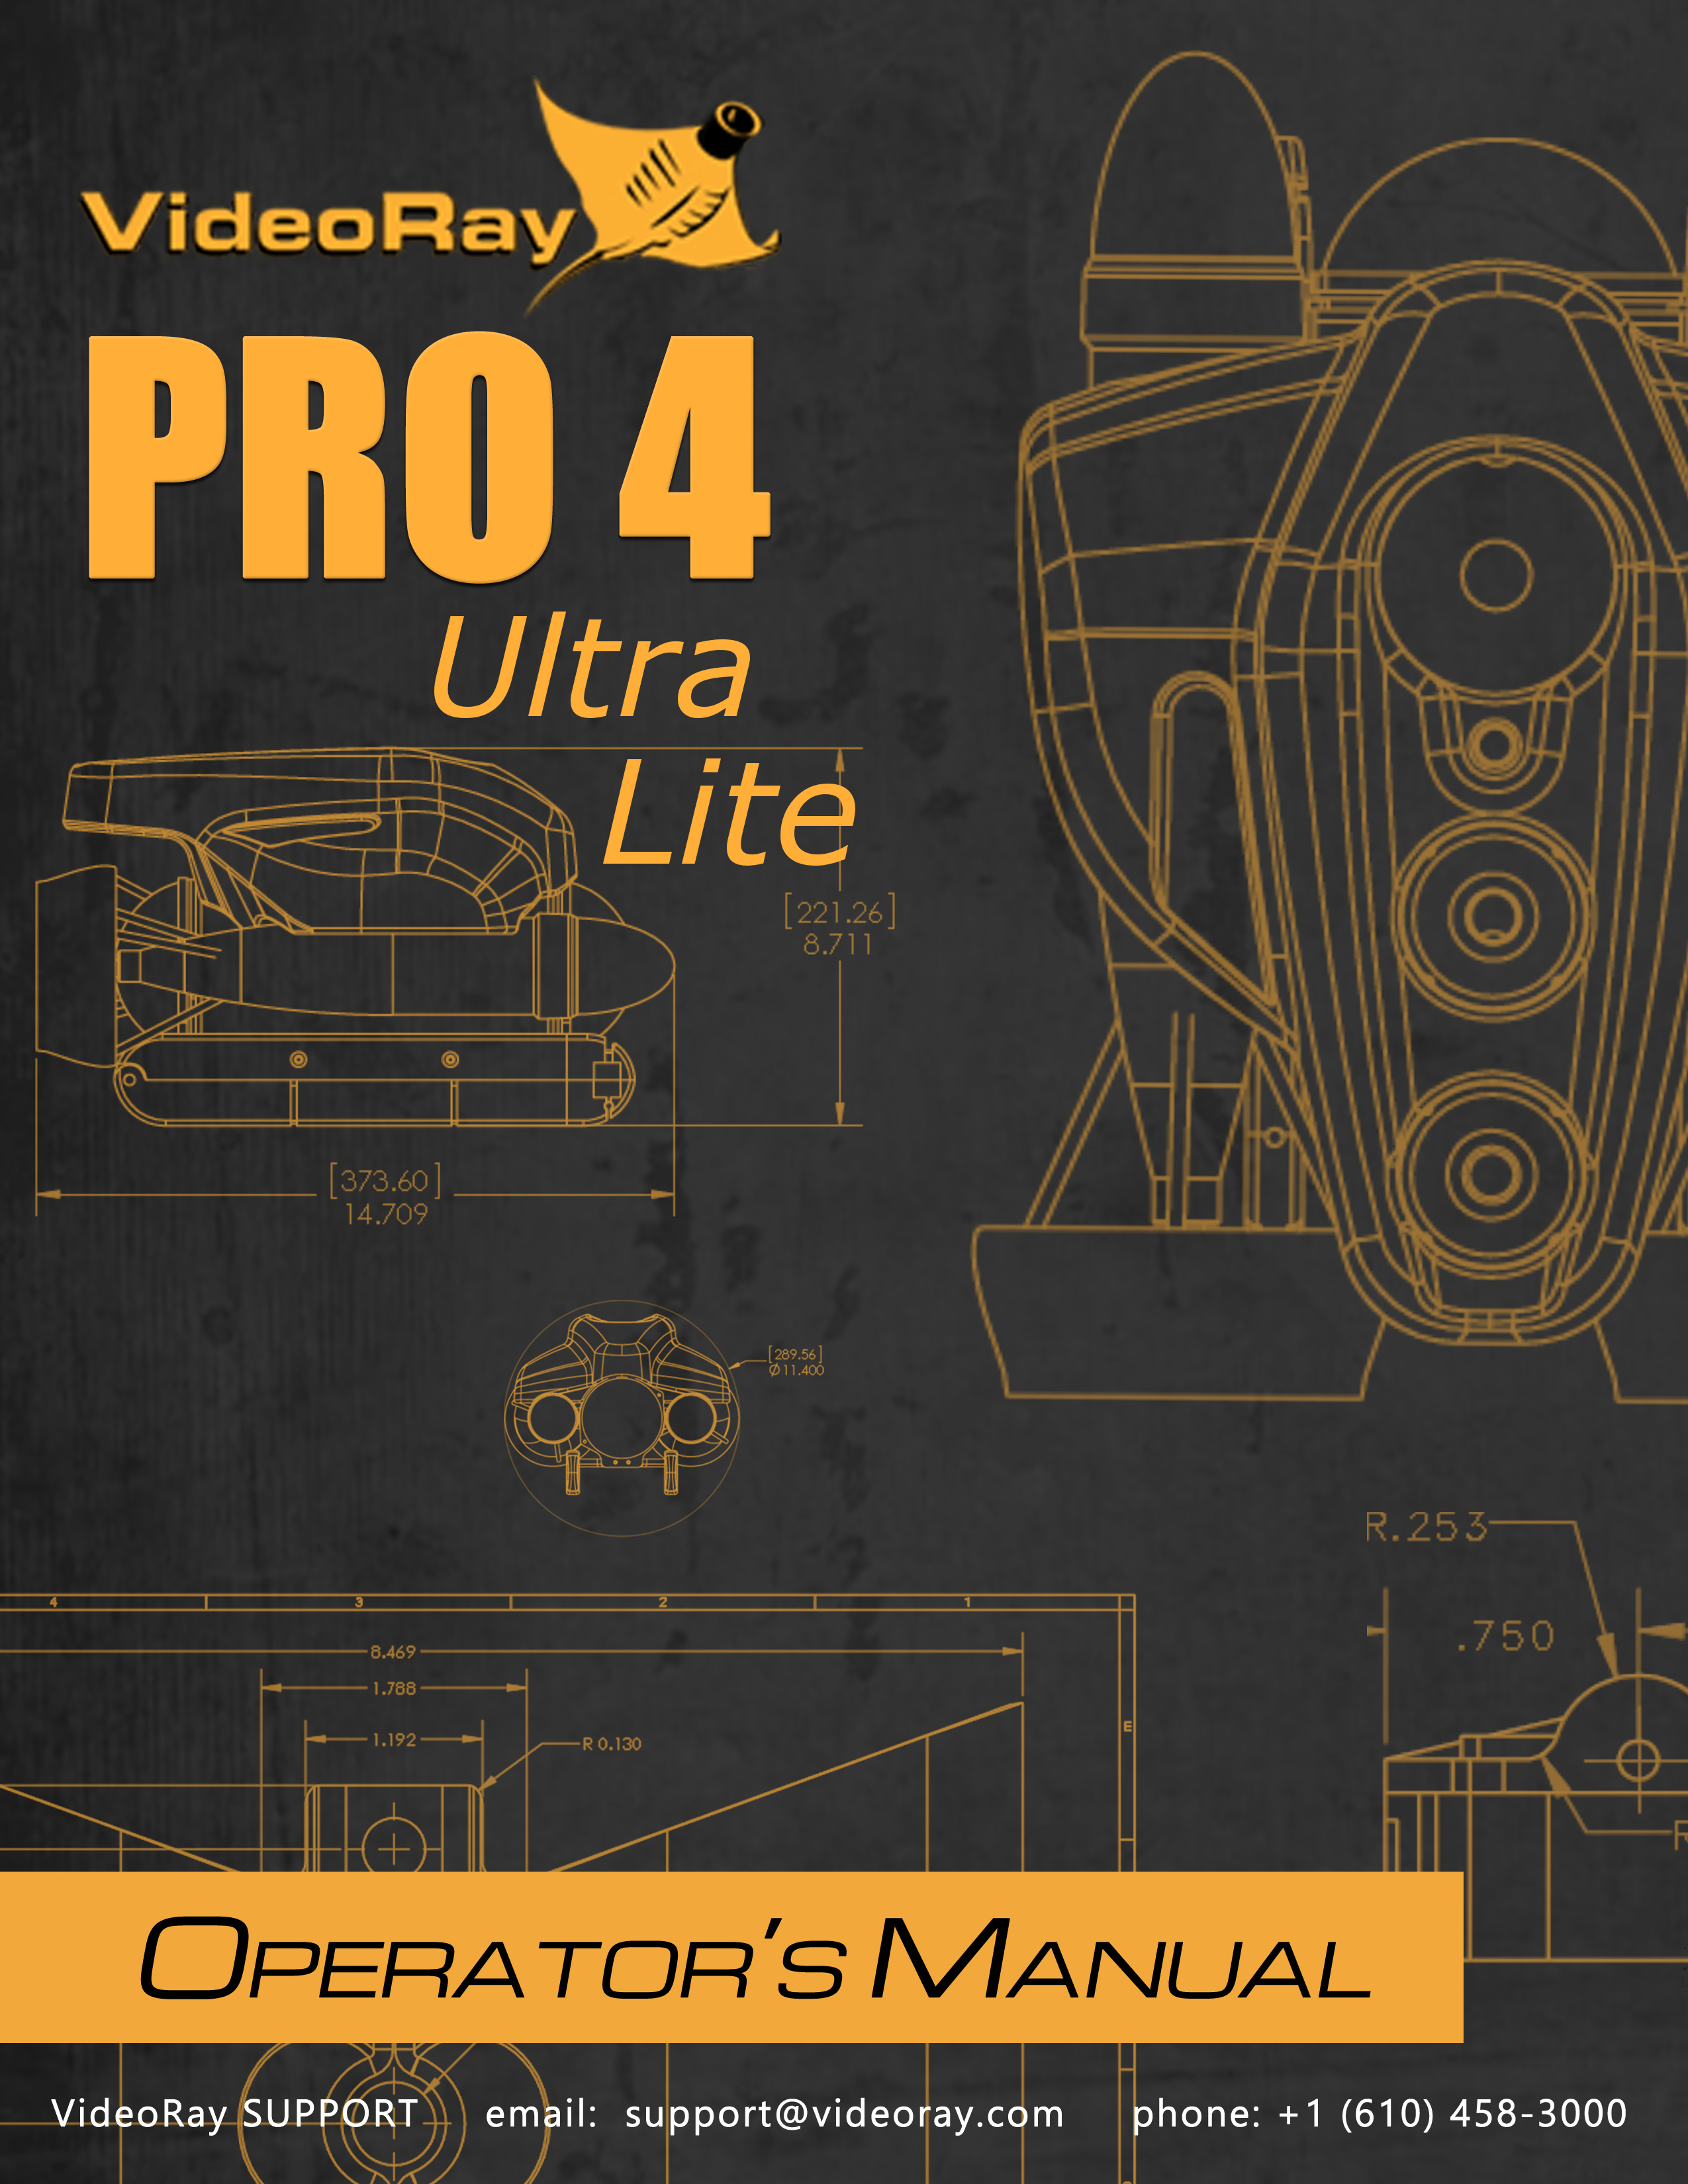 VideoRay
PRO 4
Ultra
Lite
[221.26]
8.711
[373.60]
14.709
[289.56]
Ø11.400
R.253
.750
4 3 2 1
8.469
1.788
E
1.192
R 0.130
R
OPERATOR'S MANUAL
VideoRay SUPPORT email: support@videoray.com phone: +1 (610) 458-3000